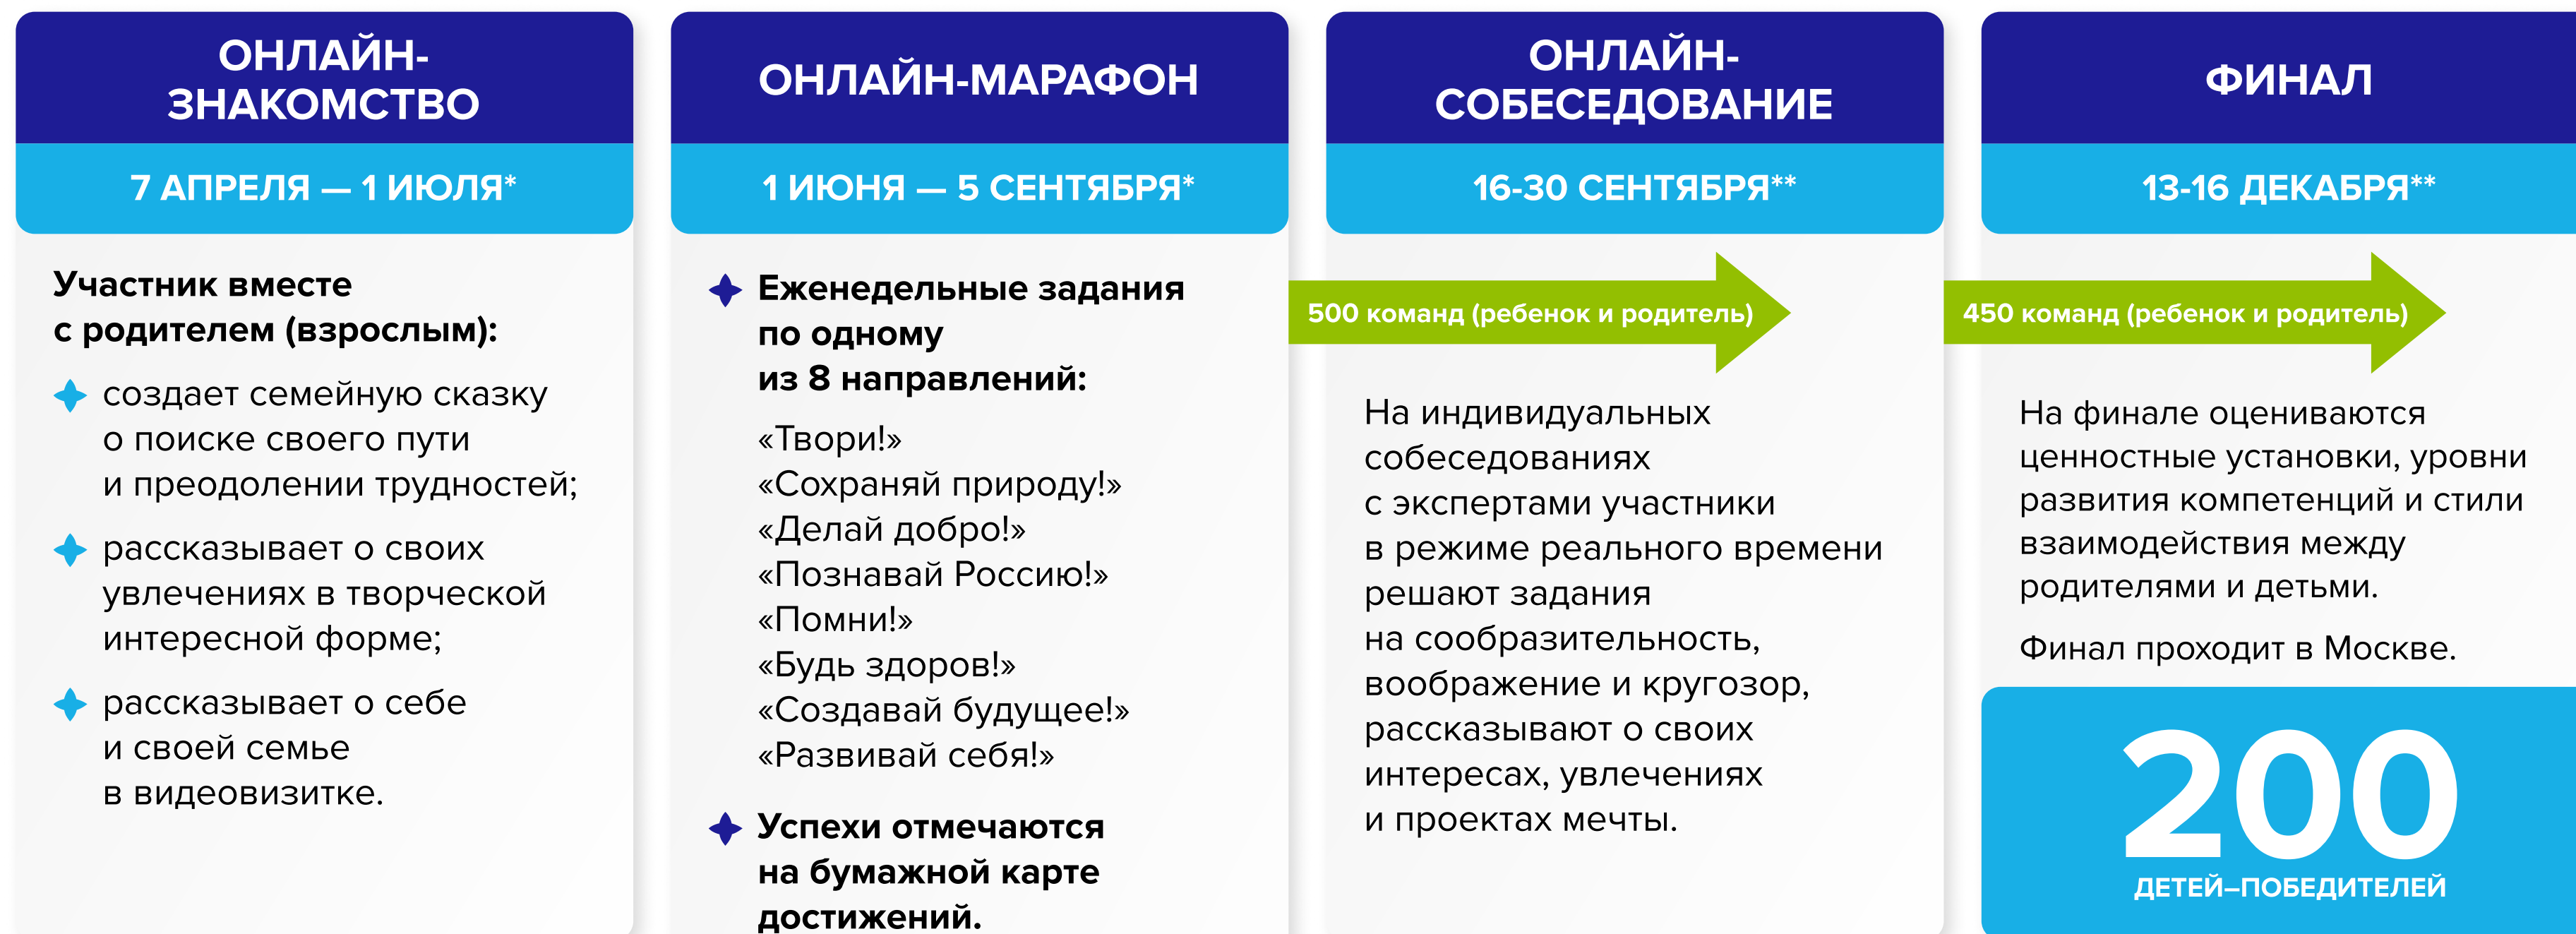 ОНЛАЙН-
ЗНАКОМСТВО
7 АПРЕЛЯ — 1 ИЮЛЯ*
Участник вместе
с родителем (взрослым):
создает семейную сказку
о поиске своего пути
и преодолении трудностей;
рассказывает о своих
увлечениях в творческой
интересной форме;
рассказывает о себе
и своей семье
в видеовизитке.
ОНЛАЙН-МАРАФОН
1 ИЮНЯ — 5 СЕНТЯБРЯ*
Еженедельные задания
по одному
из 8 направлений:
«Твори!»
«Сохраняй природу!»
«Делай добро!»
«Познавай Россию!»
«Помни!»
«Будь здоров!»
«Создавай будущее!»
«Развивай себя!»
Успехи отмечаются
на бумажной карте
достижений.
ОНЛАЙН-
СОБЕСЕДОВАНИЕ
16-30 СЕНТЯБРЯ**
500 команд (ребенок и родитель)
На индивидуальных
собеседованиях
с экспертами участники
в режиме реального времени
решают задания
на сообразительность,
воображение и кругозор,
рассказывают о своих
интересах, увлечениях
и проектах мечты.
ФИНАЛ
13-16 ДЕКАБРЯ**
450 команд (ребенок и родитель)
На финале оцениваются
ценностные установки, уровни
развития компетенций и стили
взаимодействия между
родителями и детьми.
Финал проходит в Москве.
200
ДЕТЕЙ–ПОБЕДИТЕЛЕЙ